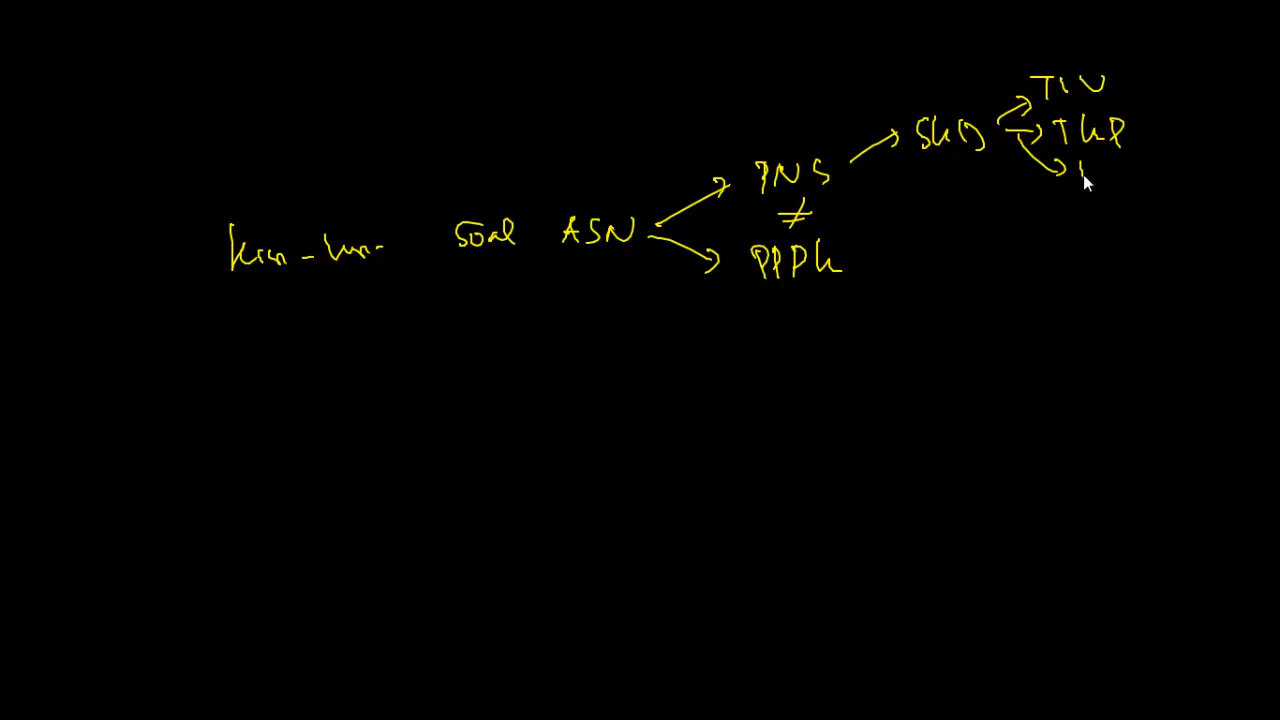 TIU
SKD TKP
PNS
≠
soal ASN
PPPK